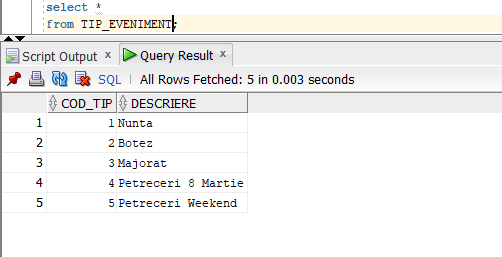 select *
from TIP_EVENIMENT;
Script Output x Query Result x
SQL | All Rows Fetched: 5 in 0.003 seconds
COD_TIP DESCRIERE
1 1 Nunta
2 2 Botez
3 3 Majorat
4 4 Petreceri 8 Martie
5 5 Petreceri Weekend